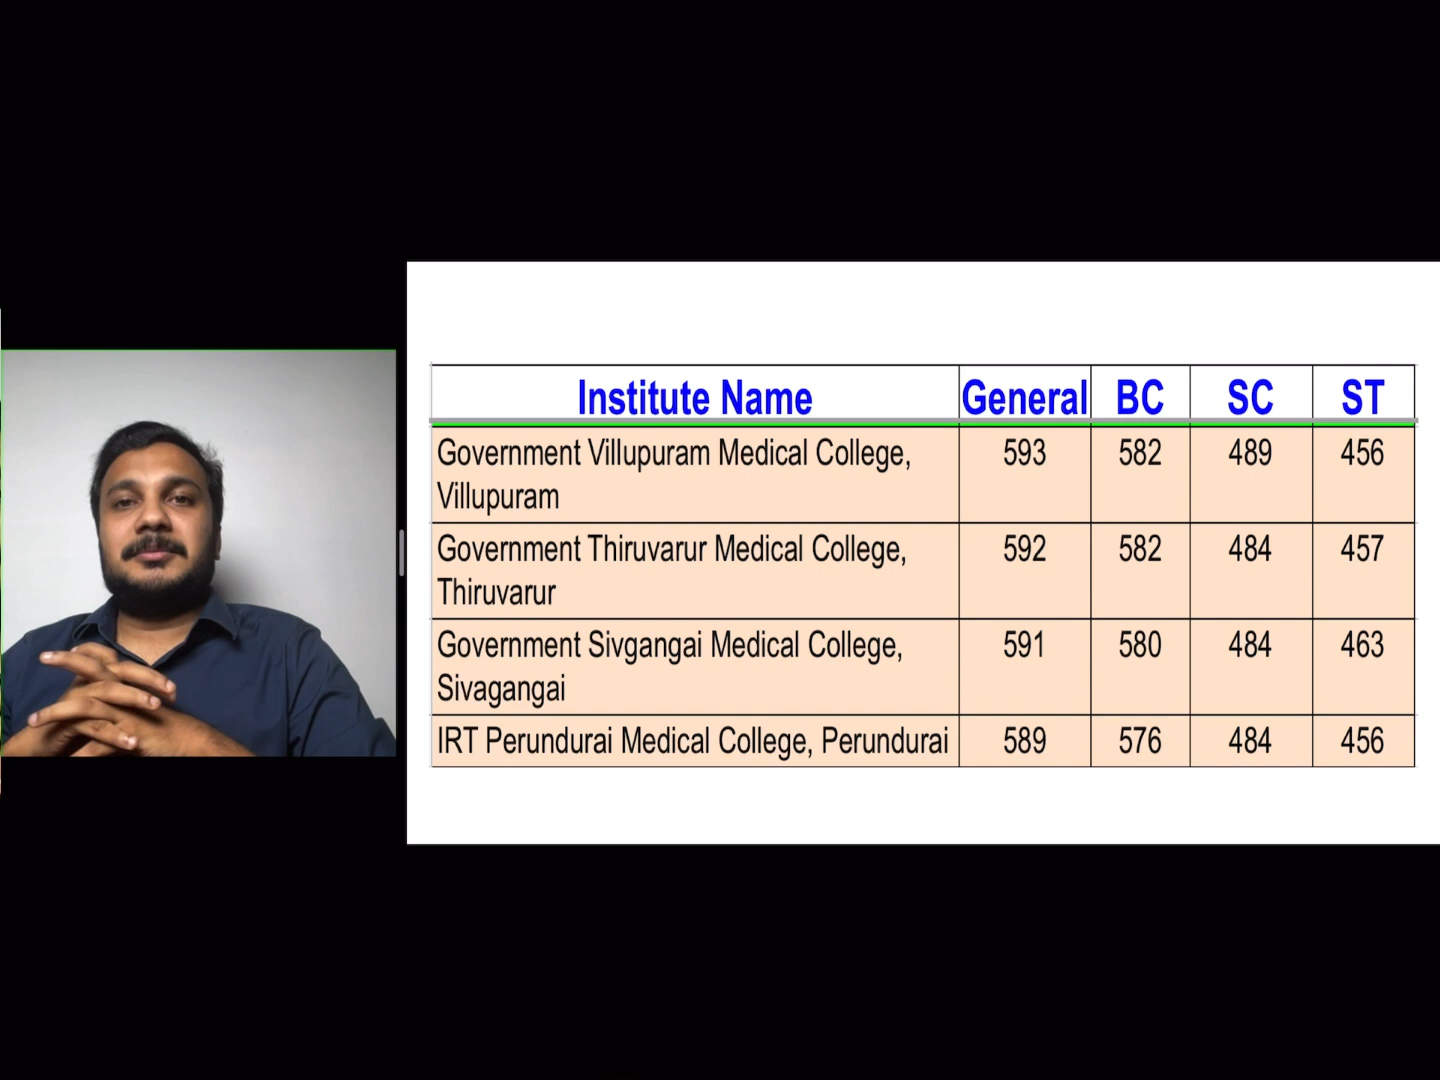 Institute Name General BC SC ST
Government Villupuram Medical College, 593 582 489 456
Villupuram
Government Thiruvarur Medical College, 592 582 484 457
Thiruvarur
Government Sivgangai Medical College, 591 580 484 463
Sivagangai
IRT Perundurai Medical College, Perundurai 589 576 484 456